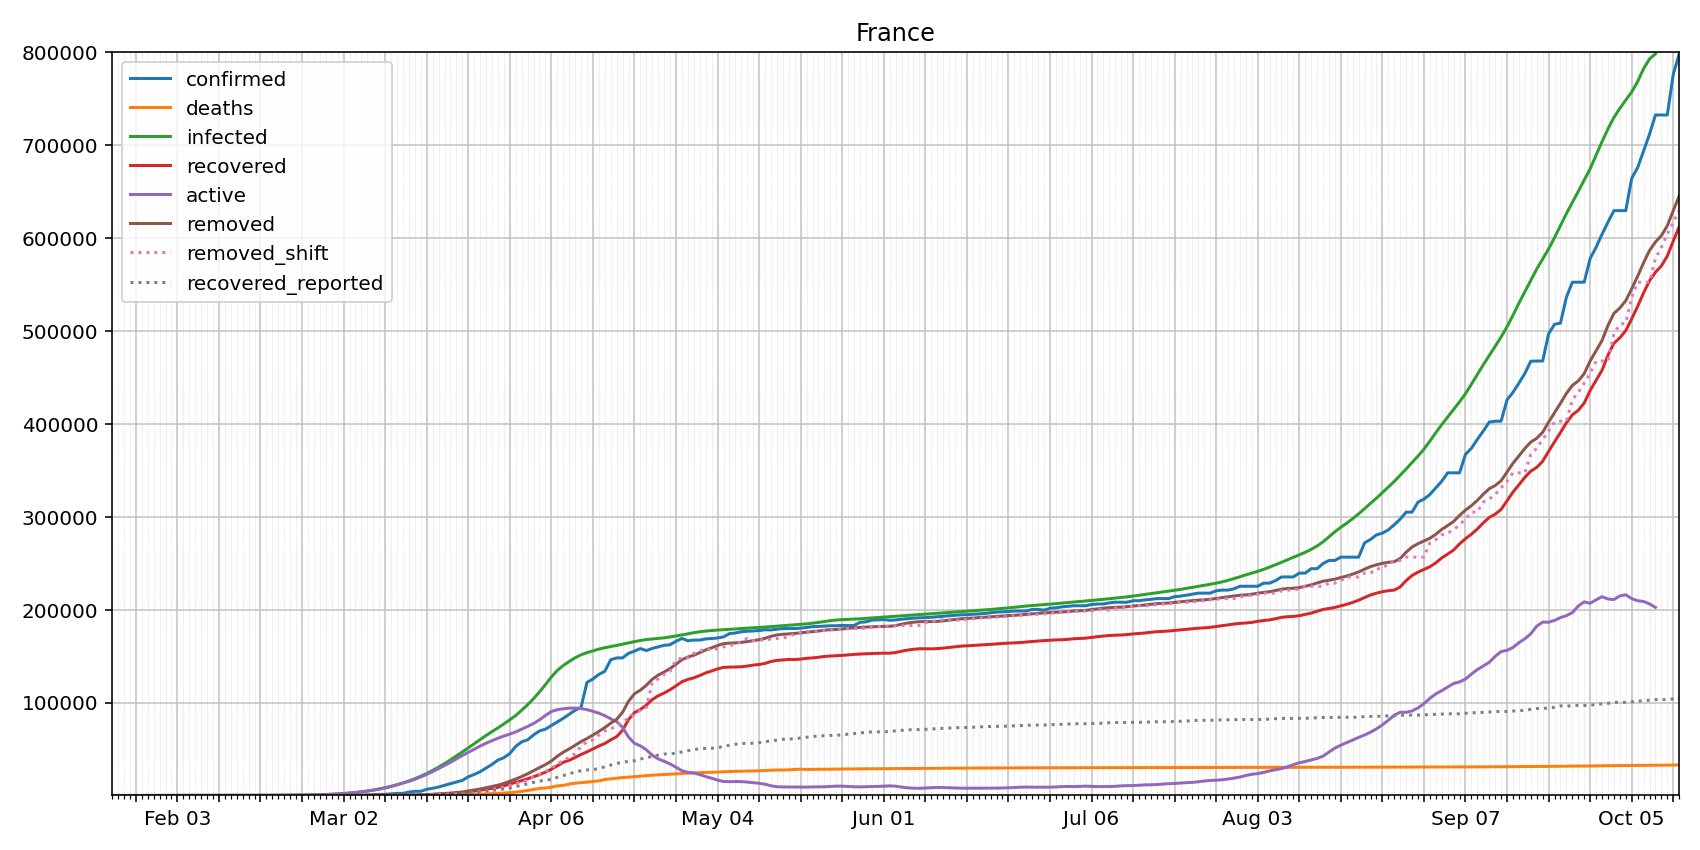 France
800000
700000
600000
500000
400000
300000
200000
100000
confirmed
deaths
infected
recovered
active
removed
removed_shift
recovered_reported
Feb 03 Mar 02 Apr 06 May 04 Jun 01 Jul 06 Aug 03 Sep 07 Oct 05